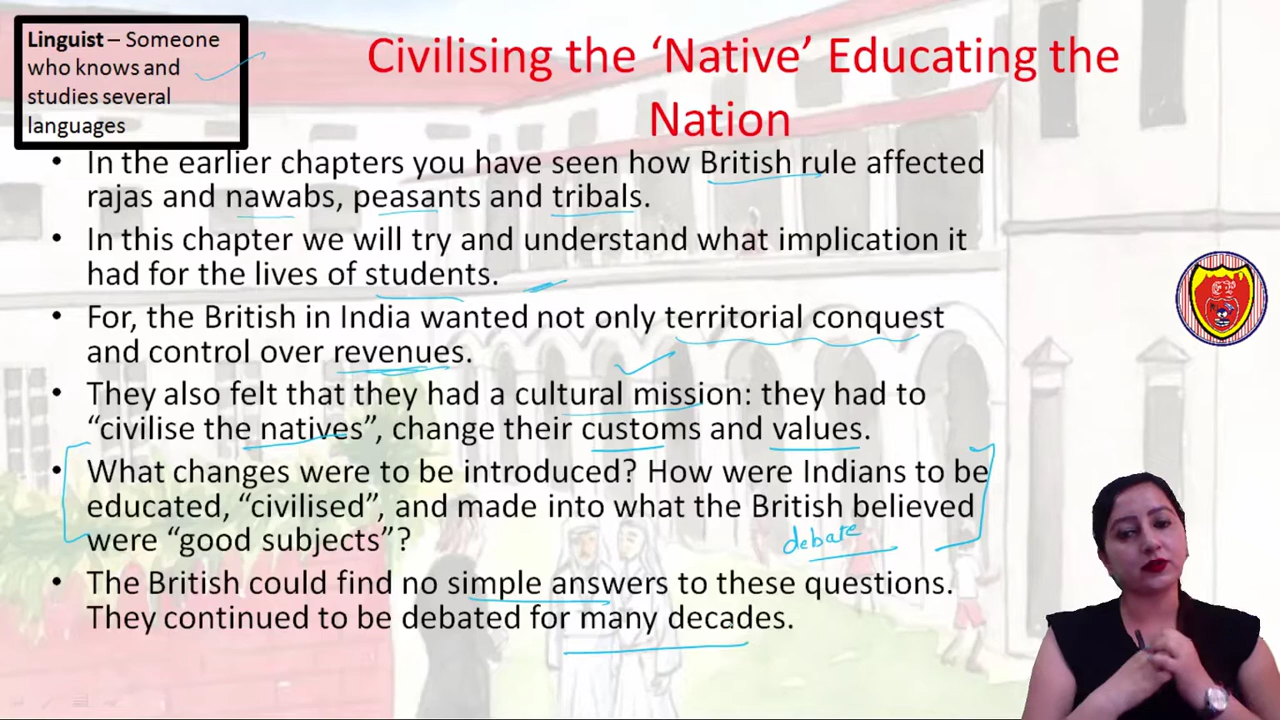 Linguist – Someone
who knows and
studies several
languages
Civilising the ‘Native’ Educating the
Nation
• In the earlier chapters you have seen how British rule affected
rajas and nawabs, peasants and tribals.
• In this chapter we will try and understand what implication it
had for the lives of students.
• For, the British in India wanted not only territorial conquest
and control over revenues.
• They also felt that they had a cultural mission: they had to
“civilise the natives”, change their customs and values.
• What changes were to be introduced? How were Indians to be
educated, “civilised”, and made into what the British believed
were “good subjects”?
debate
• The British could find no simple answers to these questions.
They continued to be debated for many decades.